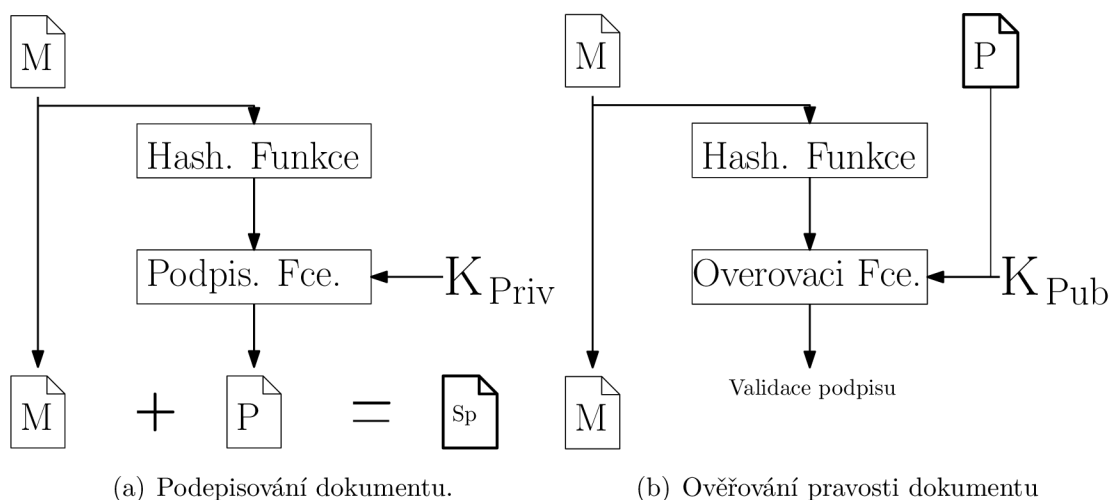 M
Hash. Funkce
Podpis. Fce.
K Priv
M + P = Sp
(a) Podepisování dokumentu.
M
P
Hash. Funkce
Overovaci Fce.
K Pub
Validace podpisu
M
(b) Ověřování pravosti dokumentu